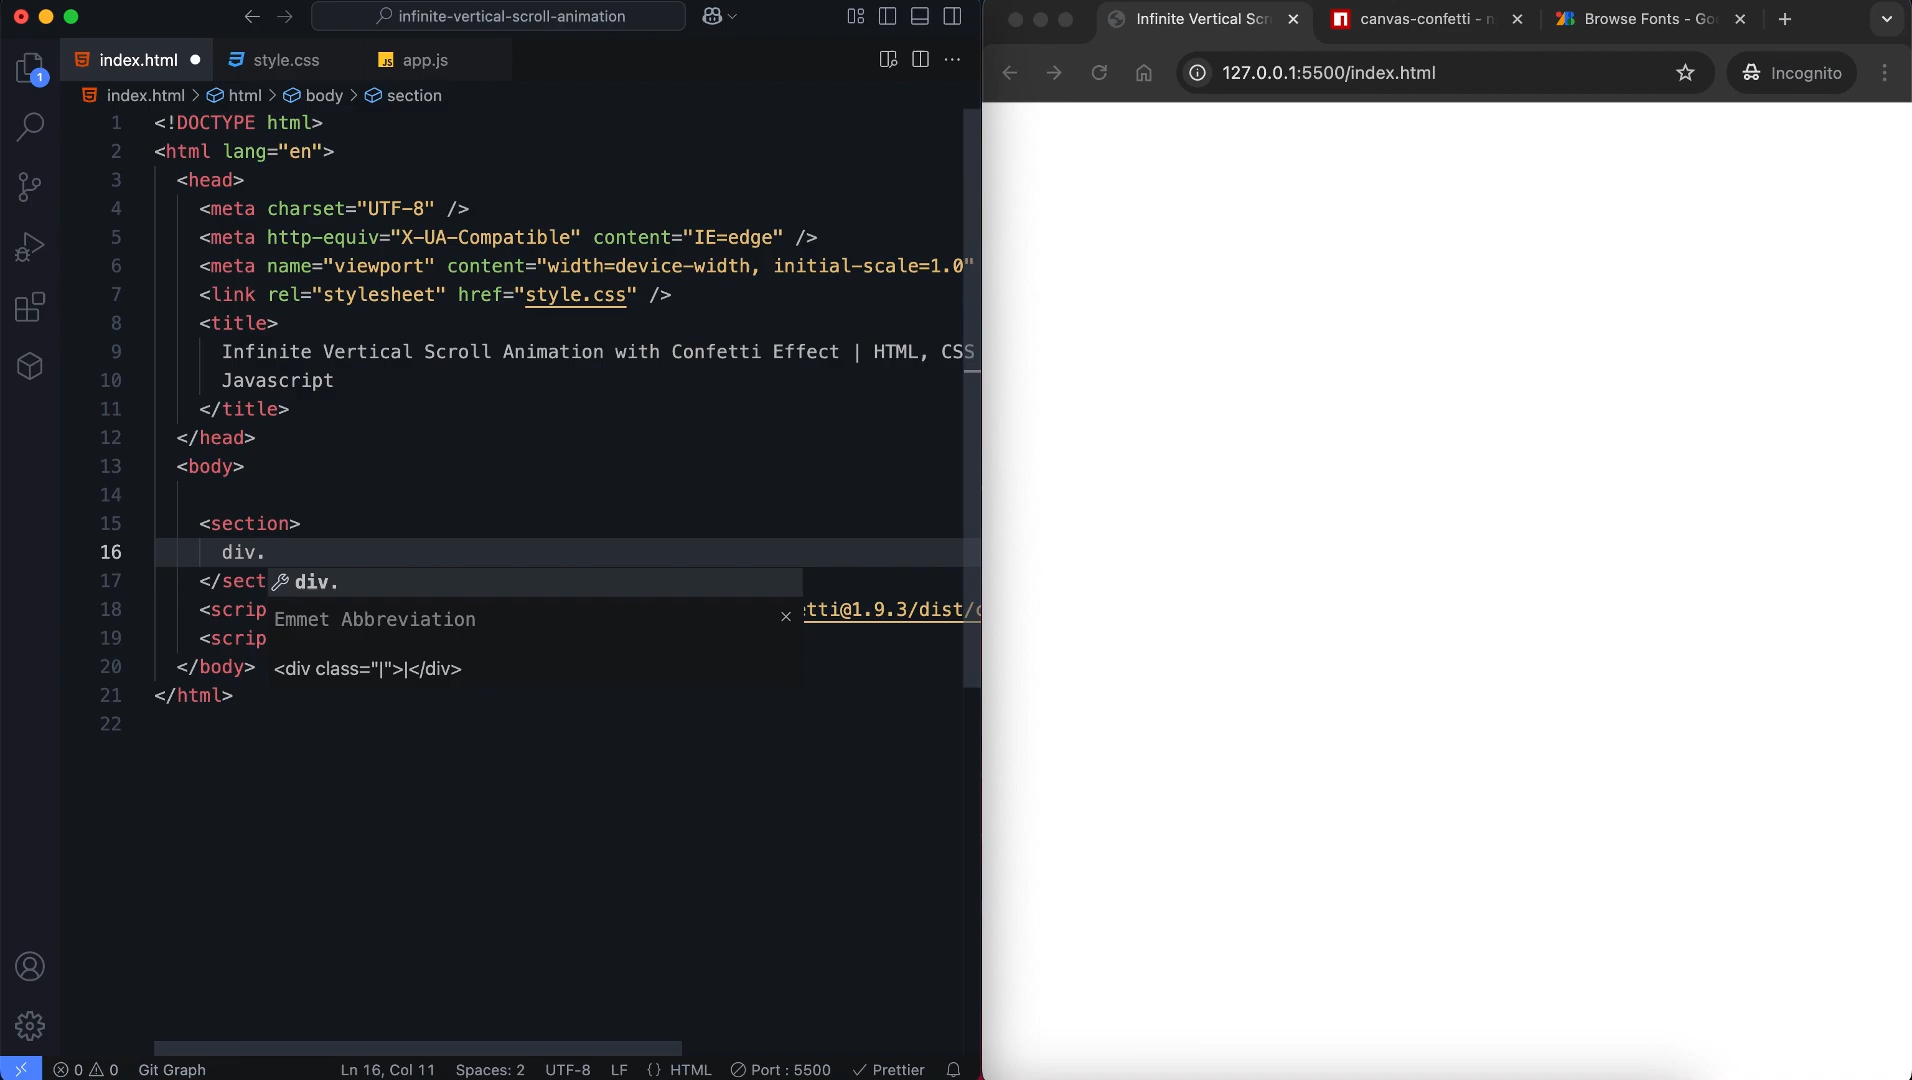 infinite-vertical-scroll-animation
index.html
style.css
JS app.js
index.html > html > body > section
1 <!DOCTYPE html>
2 <html lang="en">
3 <head>
4 <meta charset="UTF-8" />
5 <meta http-equiv="X-UA-Compatible" content="IE=edge" />
6 <meta name="viewport" content="width=device-width, initial-scale=1.0"
7 <link rel="stylesheet" href="style.css" />
8 <title>
9 Infinite Vertical Scroll Animation with Confetti Effect | HTML, CSS
10 Javascript
11 </title>
12 </head>
13 <body>
14
15 <section>
16 div.
17 </sect
div.
18 <scrip
etti@1.9.3/dist/c
Emmet Abbreviation
19 <scrip
20 </body>
<div class="|">|</div>
21 </html>
22
1
0 0
Git Graph
Ln 16, Col 11
Spaces: 2
UTF-8
LF
{} HTML
Port : 5500
Prettier
Infinite Vertical Scr
canvas-confetti - n
Browse Fonts - Go
127.0.0.1:5500/index.html
Incognito